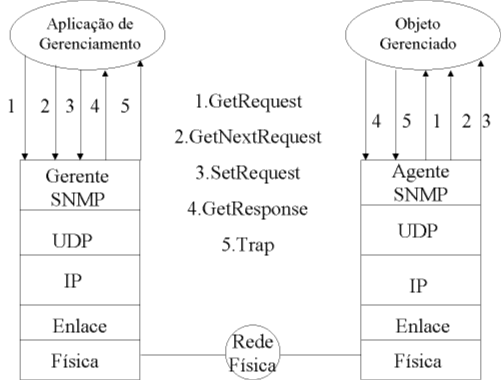 Aplicação de
Gerenciamento
Objeto
Gerenciado
1 2 3 4 5
4 5 1 2 3
1.GetRequest
2.GetNextRequest
3.SetRequest
4.GetResponse
5.Trap
Gerente
SNMP
UDP
IP
Enlace
Física
Agente
SNMP
UDP
IP
Enlace
Física
Rede
Física